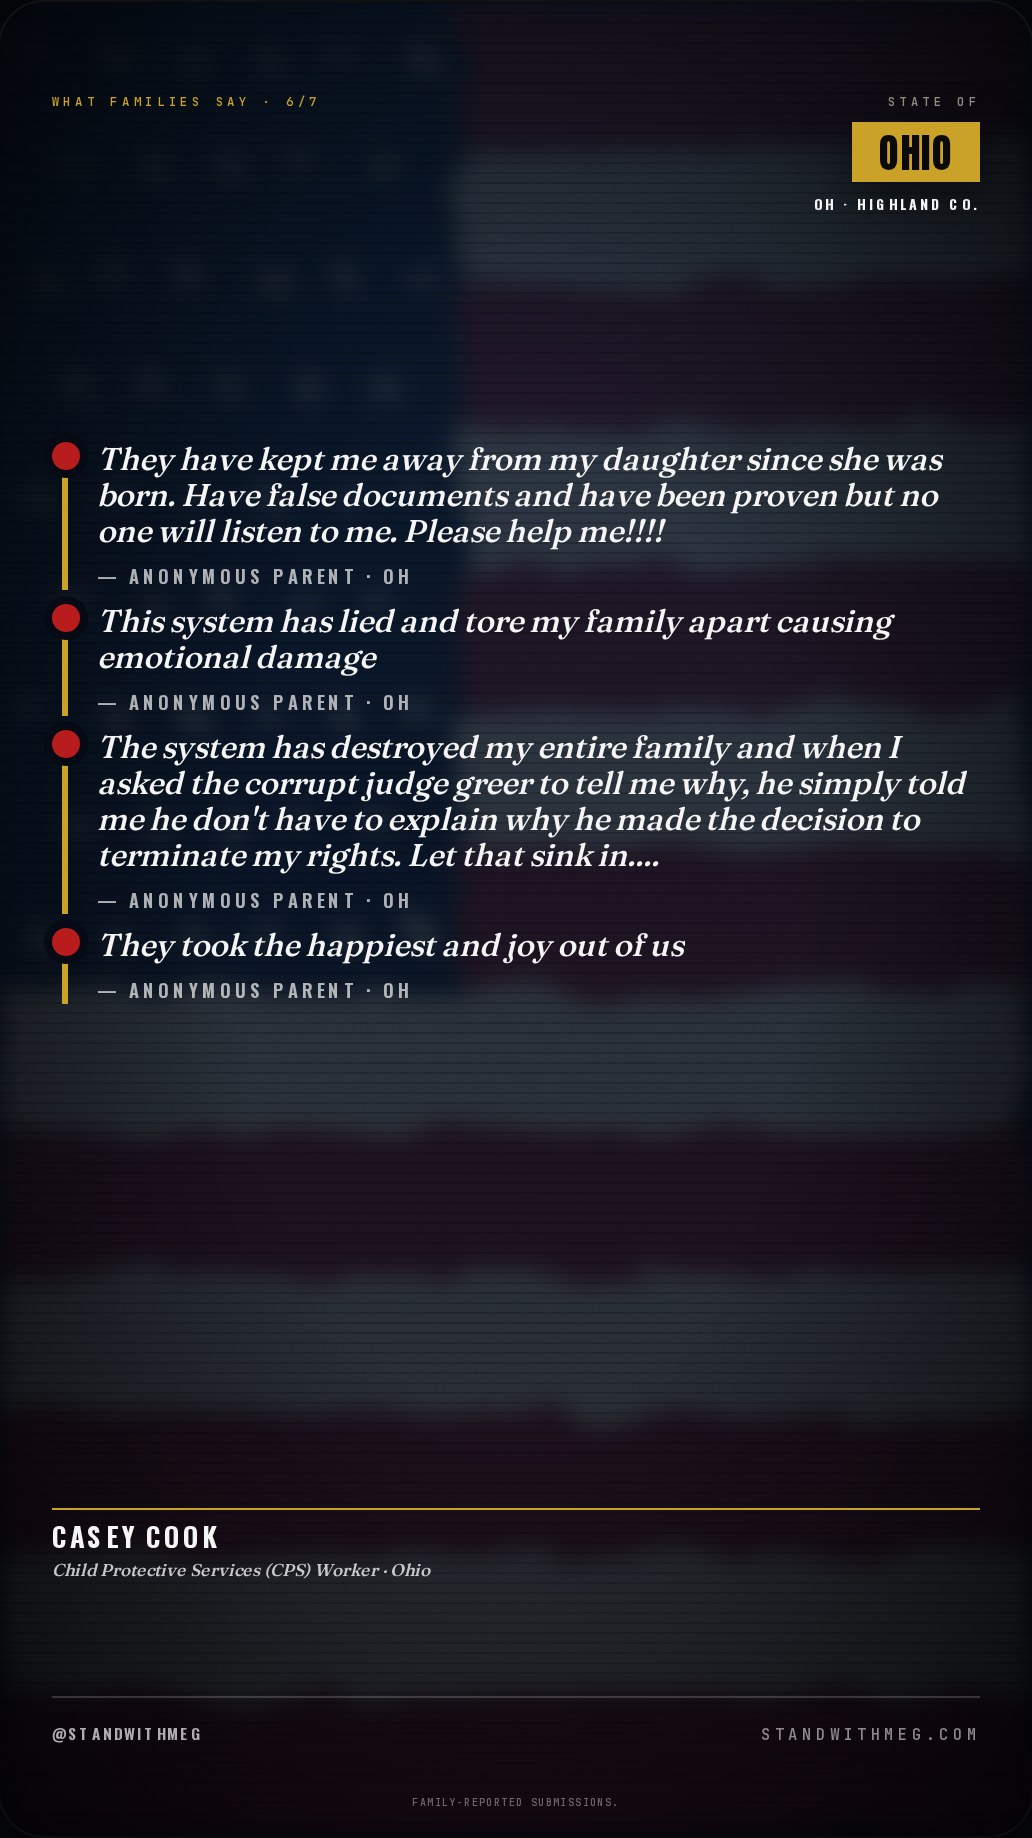 WHAT FAMILIES SAY · 6/7
STATE OF
OHIO
OH · HIGHLAND CO.
They have kept me away from my daughter since she was
born. Have false documents and have been proven but no
one will listen to me. Please help me!!!!
— ANONYMOUS PARENT · OH
This system has lied and tore my family apart causing
emotional damage
— ANONYMOUS PARENT · OH
The system has destroyed my entire family and when I
asked the corrupt judge greer to tell me why, he simply told
me he don't have to explain why he made the decision to
terminate my rights. Let that sink in....
— ANONYMOUS PARENT · OH
They took the happiest and joy out of us
— ANONYMOUS PARENT · OH
CASEY COOK
Child Protective Services (CPS) Worker · Ohio
@STANDWITHMEG
STANDWITHMEG.COM
FAMILY-REPORTED SUBMISSIONS.